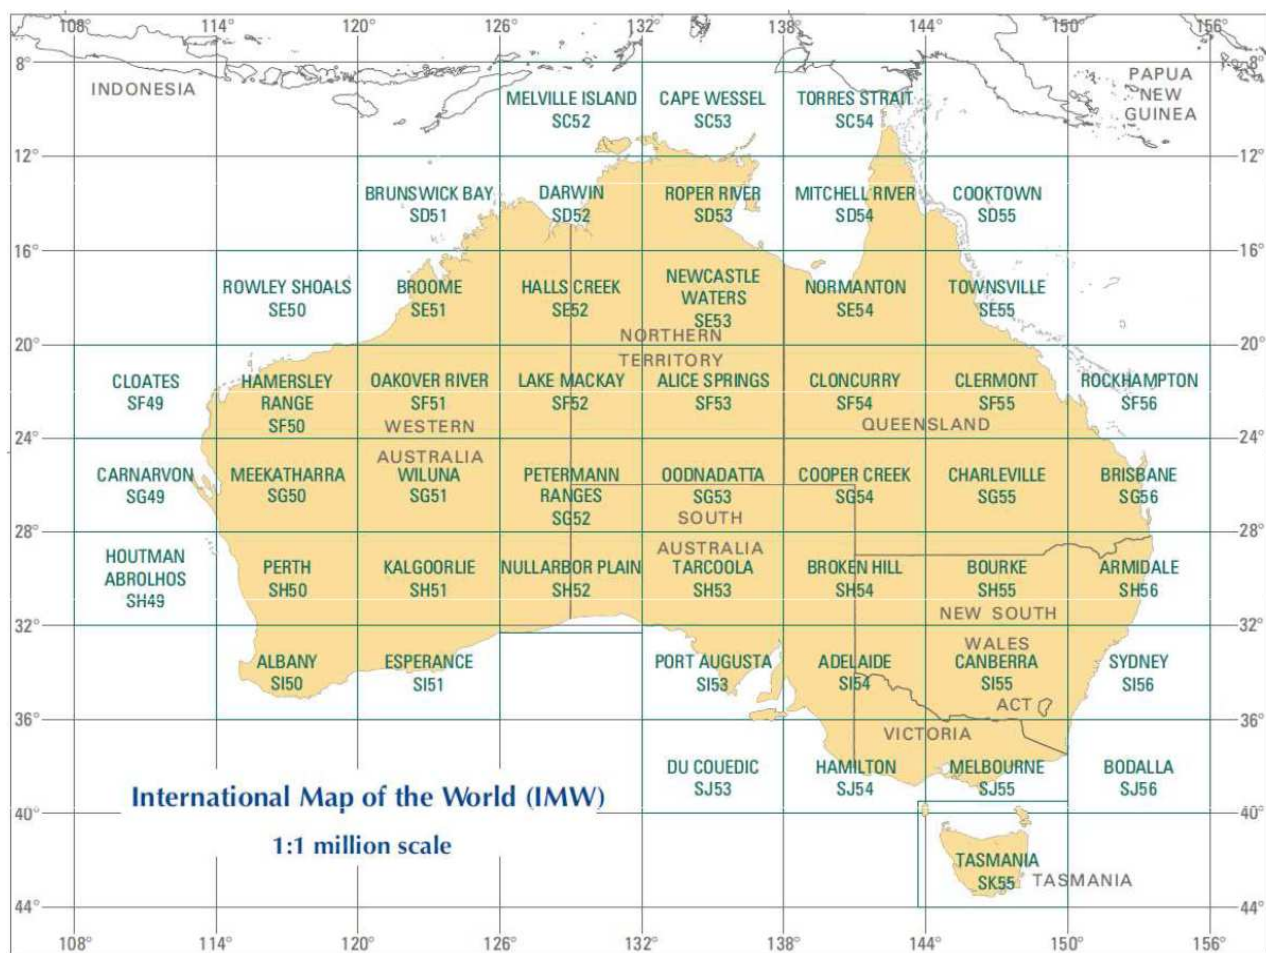 108° 114° 120° 126° 132° 138° 144° 150° 156°
8° 8°
INDONESIA
PAPUA
NEW
GUINEA
MELVILLE ISLAND
SC52
CAPE WESSEL
SC53
TORRES STRAIT
SC54
12° 12°
BRUNSWICK BAY
SD51
DARWIN
SD52
ROPER RIVER
SD53
MITCHELL RIVER
SD54
COOKTOWN
SD55
16° 16°
ROWLEY SHOALS
SE50
BROOME
SE51
HALLS CREEK
SE52
NEWCASTLE
WATERS
SE53
NORMANTON
SE54
TOWNSVILLE
SE55
NORTHERN
TERRITORY
20° 20°
CLOATES
SF49
HAMERSLEY
RANGE
SF50
OAKOVER RIVER
SF51
LAKE MACKAY
SF52
ALICE SPRINGS
SF53
CLONCURRY
SF54
CLERMONT
SF55
ROCKHAMPTON
SF56
WESTERN
AUSTRALIA
QUEENSLAND
24° 24°
CARNARVON
SG49
MEEKATHARRA
SG50
WILUNA
SG51
PETERMANN
RANGES
SG52
OODNADATTA
SG53
COOPER CREEK
SG54
CHARLEVILLE
SG55
BRISBANE
SG56
SOUTH
AUSTRALIA
28° 28°
HOUTMAN
ABROLHOS
SH49
PERTH
SH50
KALGOORLIE
SH51
NULLARBOR PLAIN
SH52
TARCOOLA
SH53
BROKEN HILL
SH54
BOURKE
SH55
ARMIDALE
SH56
NEW SOUTH
WALES
32° 32°
ALBANY
SI50
ESPERANCE
SI51
PORT AUGUSTA
SI53
ADELAIDE
SI54
CANBERRA
SI55
SYDNEY
SI56
ACT
36° 36°
VICTORIA
DU COUEDIC
SJ53
HAMILTON
SJ54
MELBOURNE
SJ55
BODALLA
SJ56
International Map of the World (IMW)
1:1 million scale
40° 40°
TASMANIA
SK55
TASMANIA
44° 44°
108° 114° 120° 126° 132° 138° 144° 150° 156°